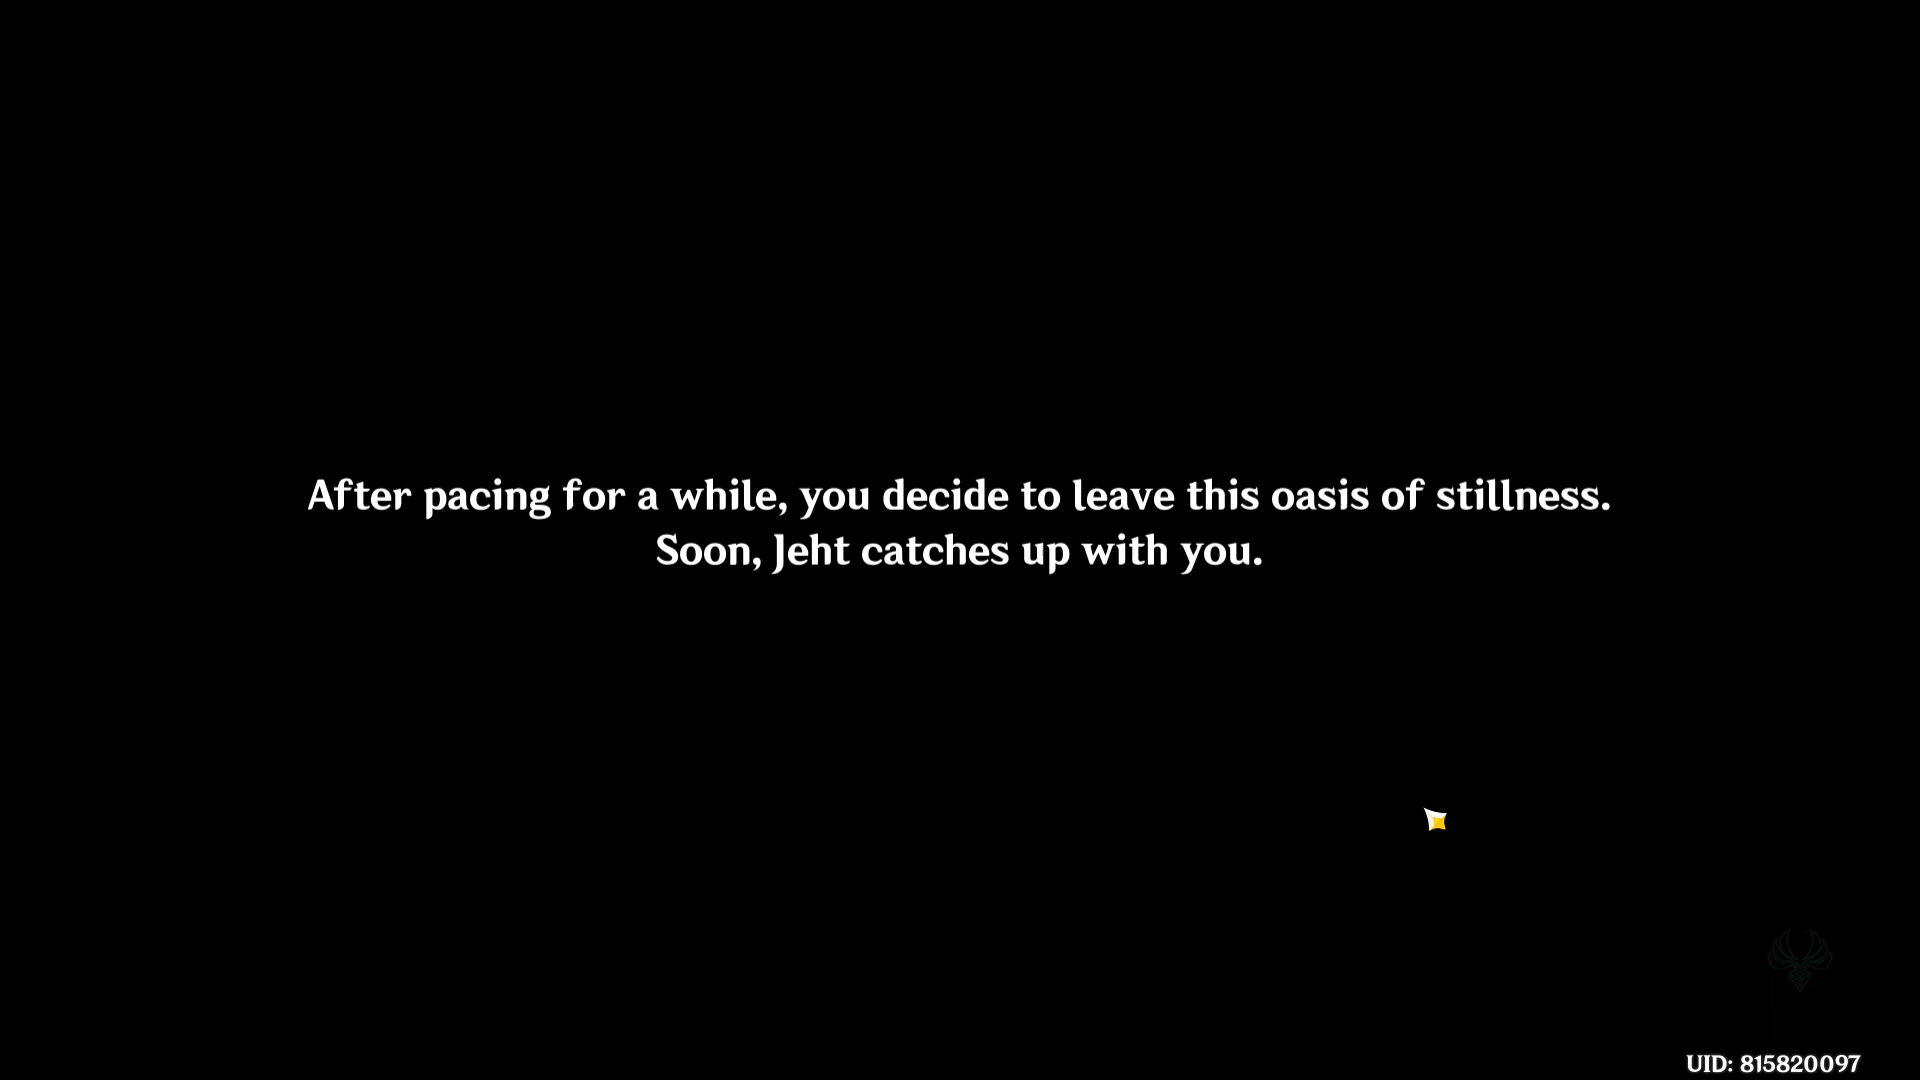 After pacing for a while, you decide to leave this oasis of stillness.
Soon, Jeht catches up with you.
UID: 815820097